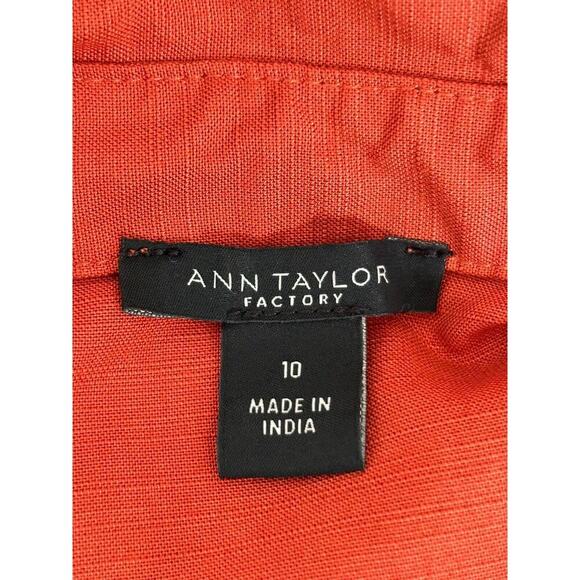 ANN TAYLOR
FACTORY
10
MADE IN
INDIA